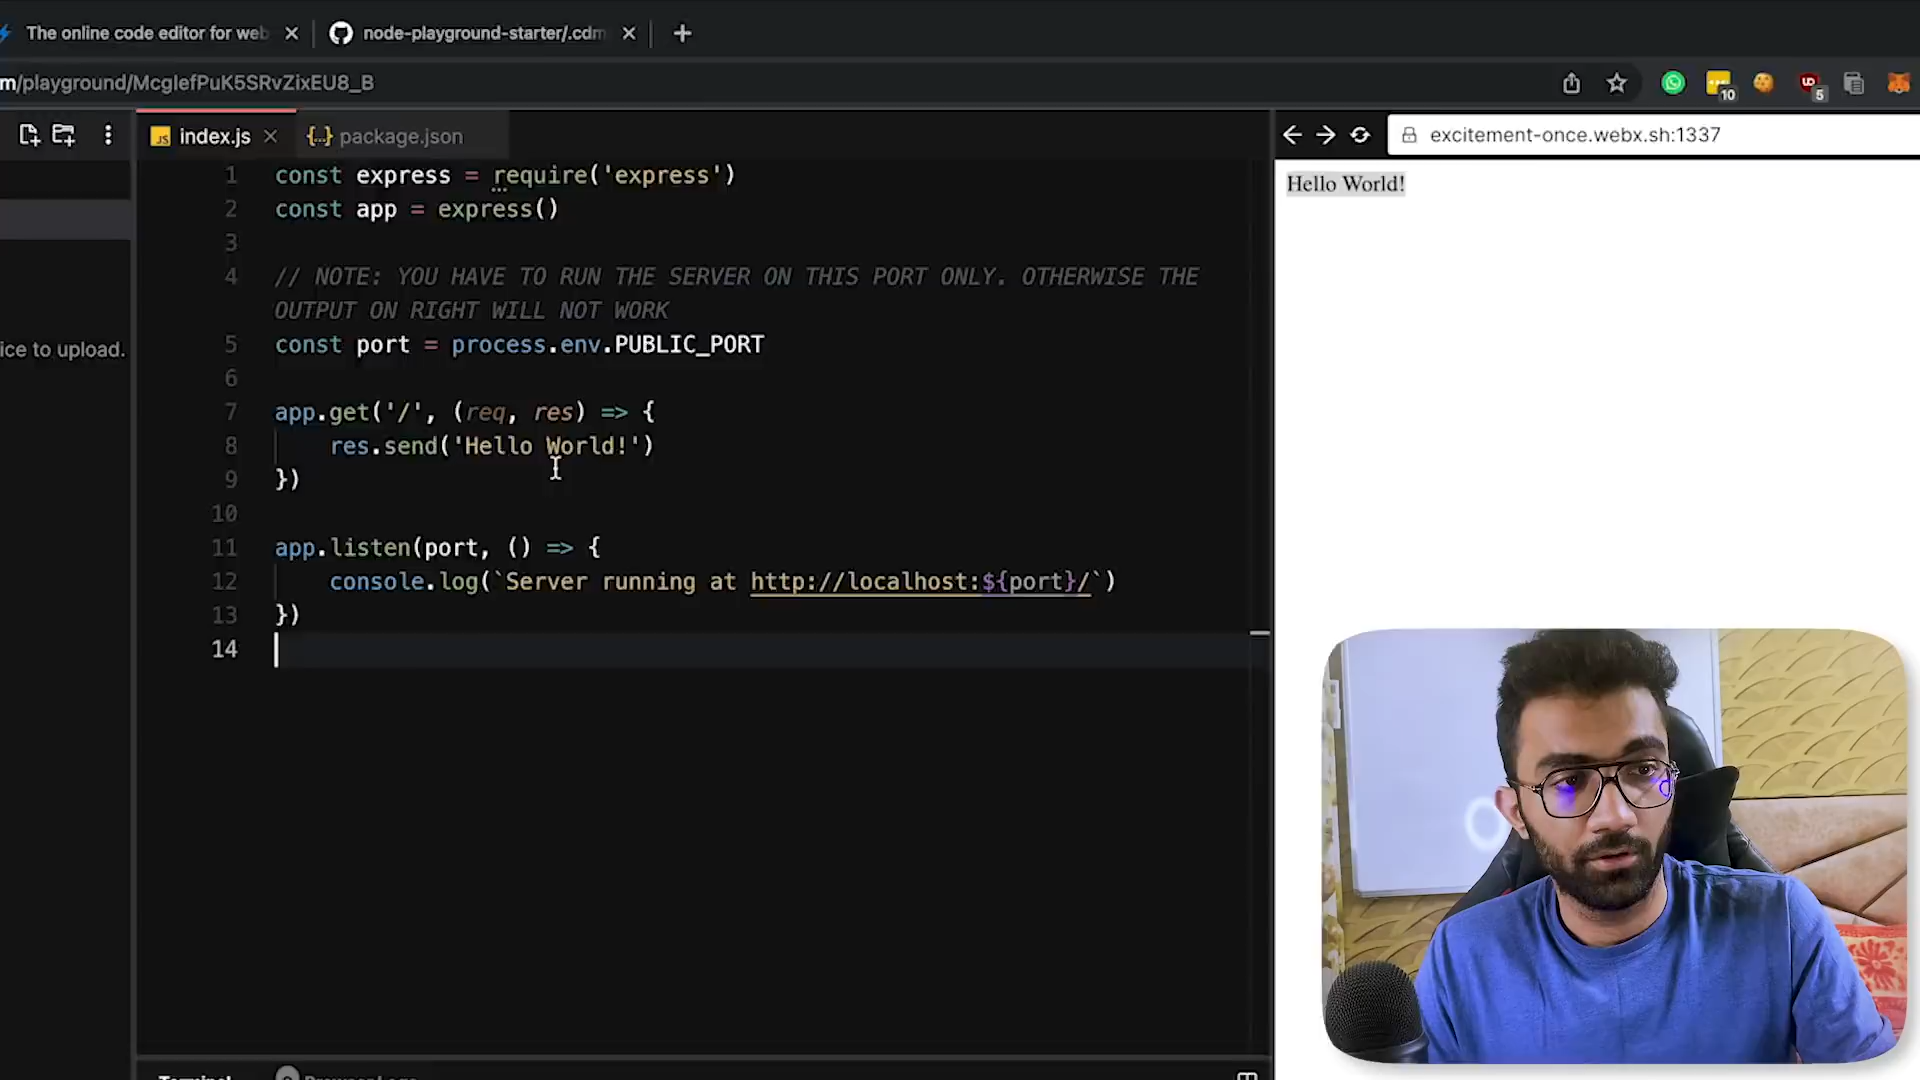 The online code editor for web
node-playground-starter/.cdm
m/playground/McglefPuK5SRvZixEU8_B
10
5
index.js
package.json
excitement-once.webx.sh:1337
Hello World!
ice to upload.
1 const express = require('express')
2 const app = express()
3
4 // NOTE: YOU HAVE TO RUN THE SERVER ON THIS PORT ONLY. OTHERWISE THE
OUTPUT ON RIGHT WILL NOT WORK
5 const port = process.env.PUBLIC_PORT
6
7 app.get('/', (req, res) => {
8 res.send('Hello World!')
9 })
10
11 app.listen(port, () => {
12 console.log(`Server running at http://localhost:${port}/`)
13 })
14